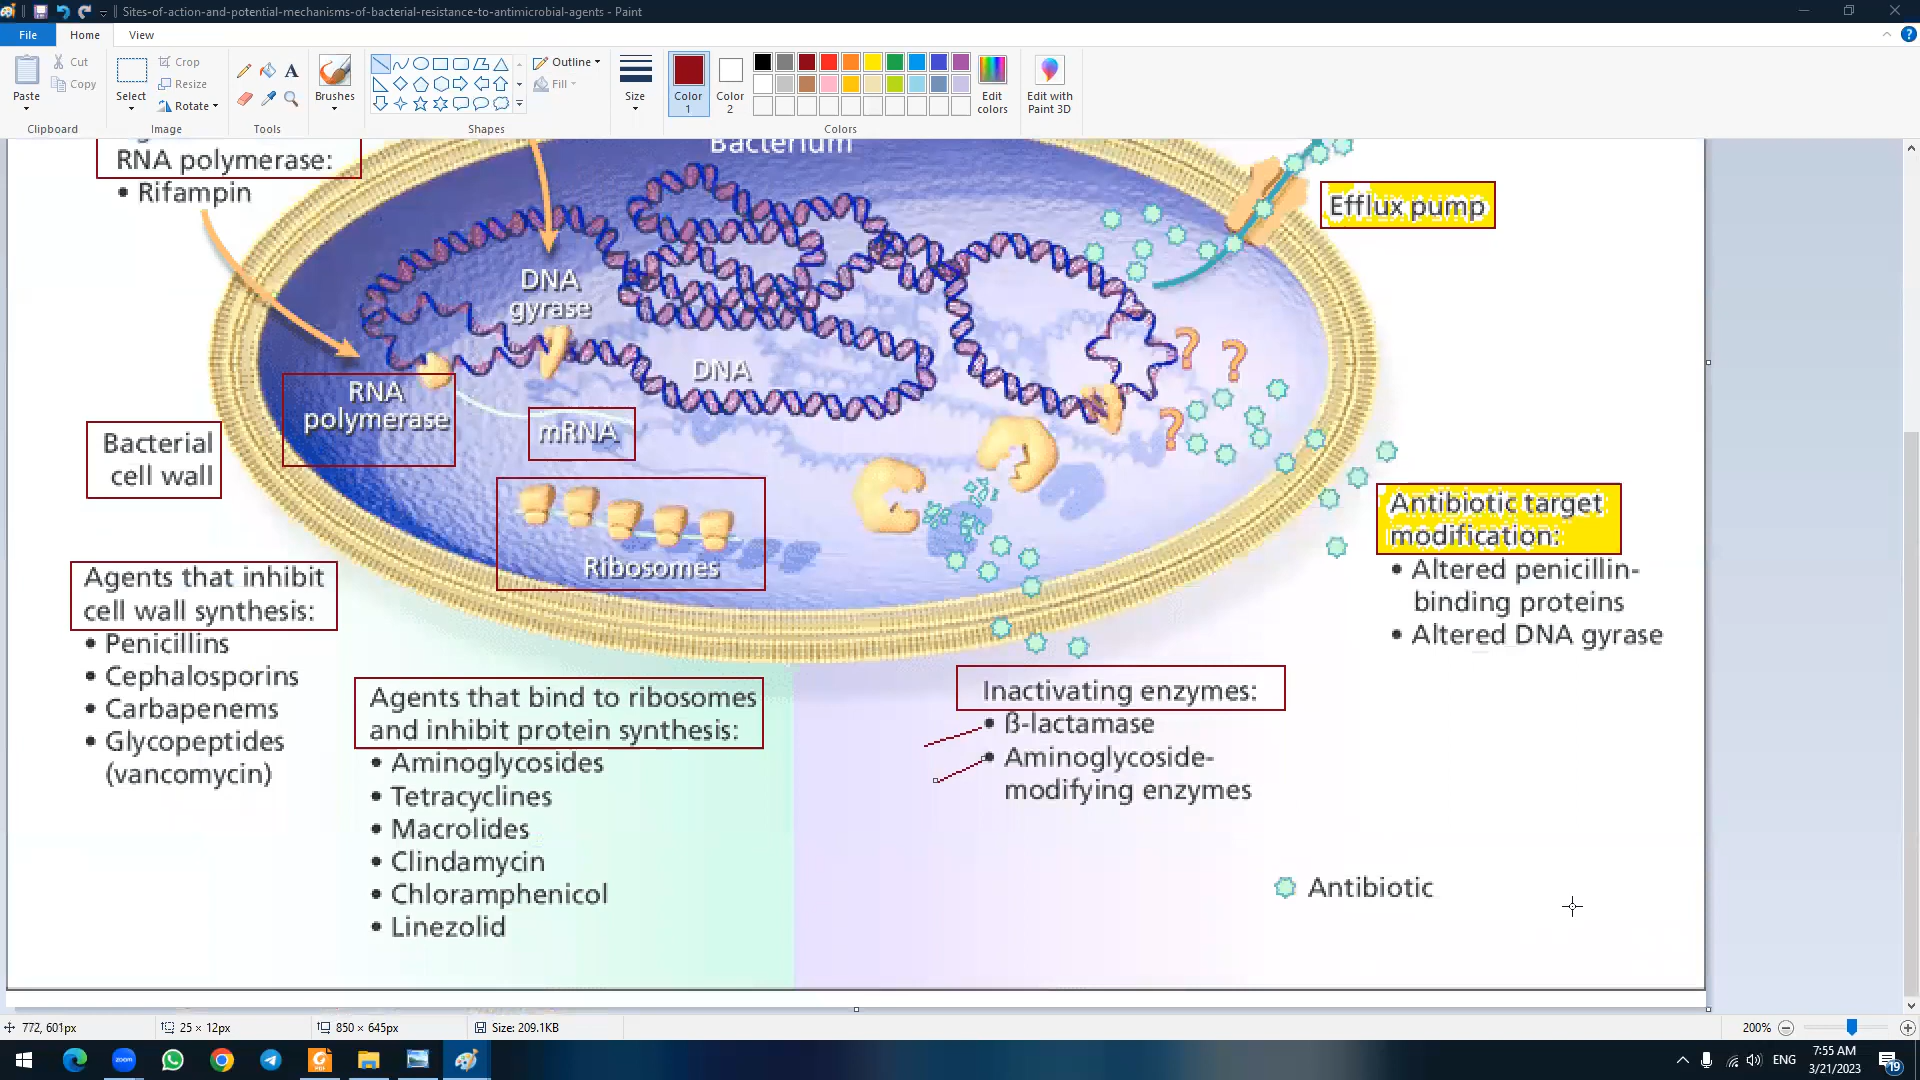 Sites-of-action-and-potential-mechanisms-of-bacterial-resistance-to-antimicrobial-agents - Paint
File
Home
View
Paste
Cut
Copy
Clipboard
Select
Crop
Resize
Rotate
Image
A
Tools
Brushes
Outline
Fill
Shapes
Size
Color
1
Color
2
Colors
Edit
colors
Edit with
Paint 3D
Bacterium
RNA polymerase:
• Rifampin
Efflux pump
DNA
gyrase
DNA
RNA
polymerase
mRNA
? ? ?
Bacterial
cell wall
Ribosomes
Antibiotic target
modification:
• Altered penicillin-
binding proteins
• Altered DNA gyrase
Agents that inhibit
cell wall synthesis:
• Penicillins
• Cephalosporins
• Carbapenems
• Glycopeptides
(vancomycin)
Agents that bind to ribosomes
and inhibit protein synthesis:
• Aminoglycosides
• Tetracyclines
• Macrolides
• Clindamycin
• Chloramphenicol
• Linezolid
Inactivating enzymes:
• ß-lactamase
• Aminoglycoside-
modifying enzymes
Antibiotic
772, 601px
25 × 12px
850 × 645px
Size: 209.1KB
200%
zoom
PDF
ENG
7:55 AM
3/21/2023
19